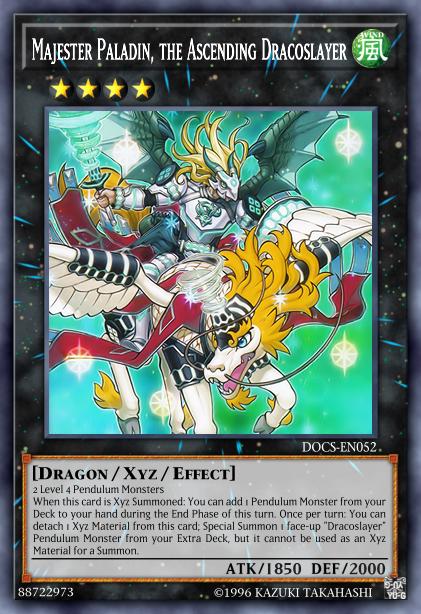 Majester Paladin, the Ascending Dracoslayer
WIND
風
DOCS-EN052
[Dragon / Xyz / Effect]
2 Level 4 Pendulum Monsters
When this card is Xyz Summoned: You can add 1 Pendulum Monster from your
Deck to your hand during the End Phase of this turn. Once per turn: You can
detach 1 Xyz Material from this card; Special Summon 1 face-up "Dracoslayer"
Pendulum Monster from your Extra Deck, but it cannot be used as an Xyz
Material for a Summon.
ATK/1850 DEF/2000
88722973
©1996 KAZUKI TAKAHASHI